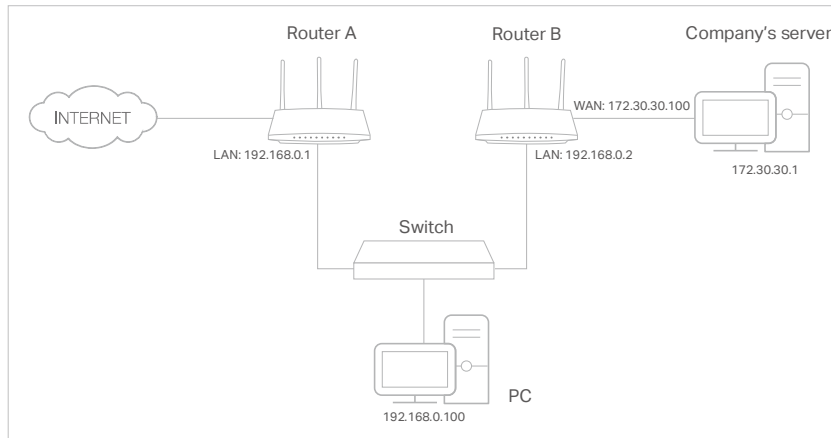 Router A
Router B
Company's server
INTERNET
WAN: 172.30.30.100
LAN: 192.168.0.1
LAN: 192.168.0.2
172.30.30.1
Switch
PC
192.168.0.100